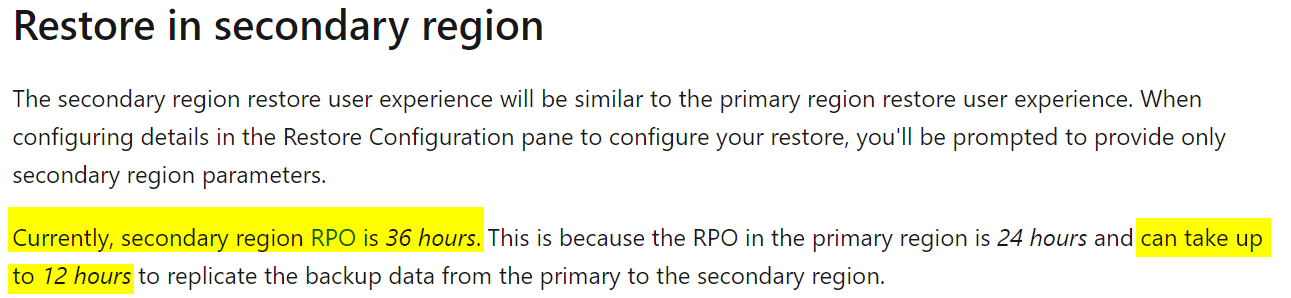 Restore in secondary region
The secondary region restore user experience will be similar to the primary region restore user experience. When
configuring details in the Restore Configuration pane to configure your restore, you'll be prompted to provide only
secondary region parameters.
Currently, secondary region RPO is 36 hours. This is because the RPO in the primary region is 24 hours and can take up
to 12 hours to replicate the backup data from the primary to the secondary region.